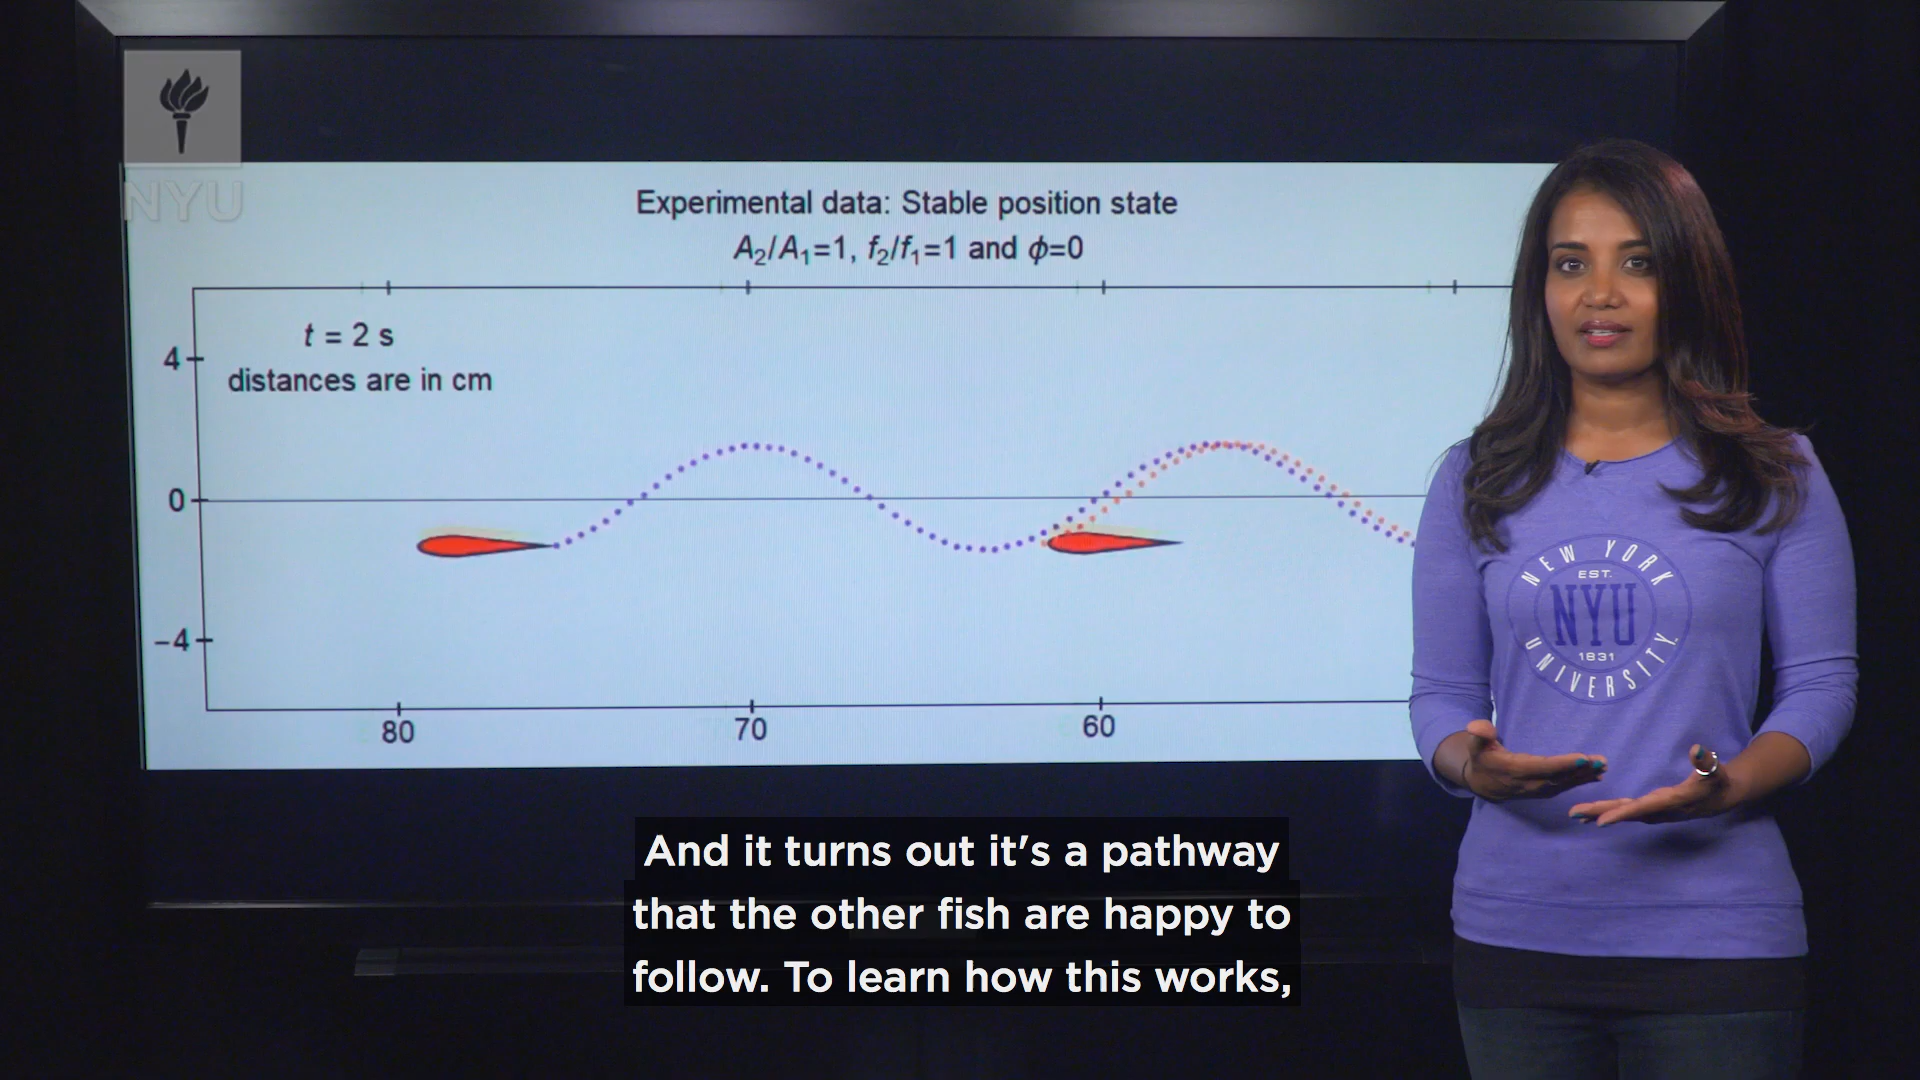 NYU
Experimental data: Stable position state
A₂/A₁=1, f₂/f₁=1 and ϕ=0
t = 2 s
distances are in cm
4
0
−4
80
70
60
NEW YORK
EST.
NYU
1831
UNIVERSITY
And it turns out it's a pathway
that the other fish are happy to
follow. To learn how this works,